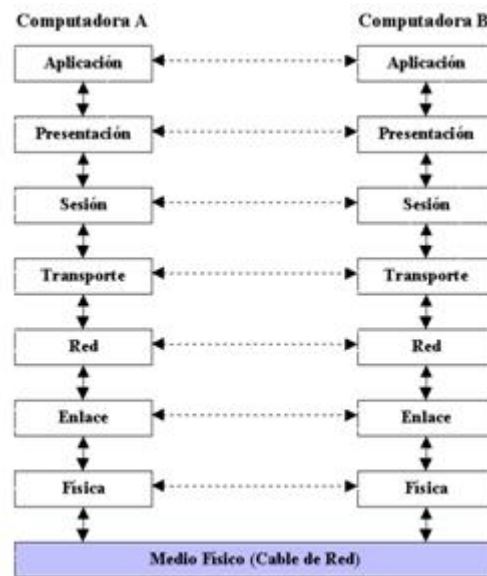 Computadora A Computadora B
Aplicación Aplicación
Presentación Presentación
Sesión Sesión
Transporte Transporte
Red Red
Enlace Enlace
Física Física
Medio Físico (Cable de Red)